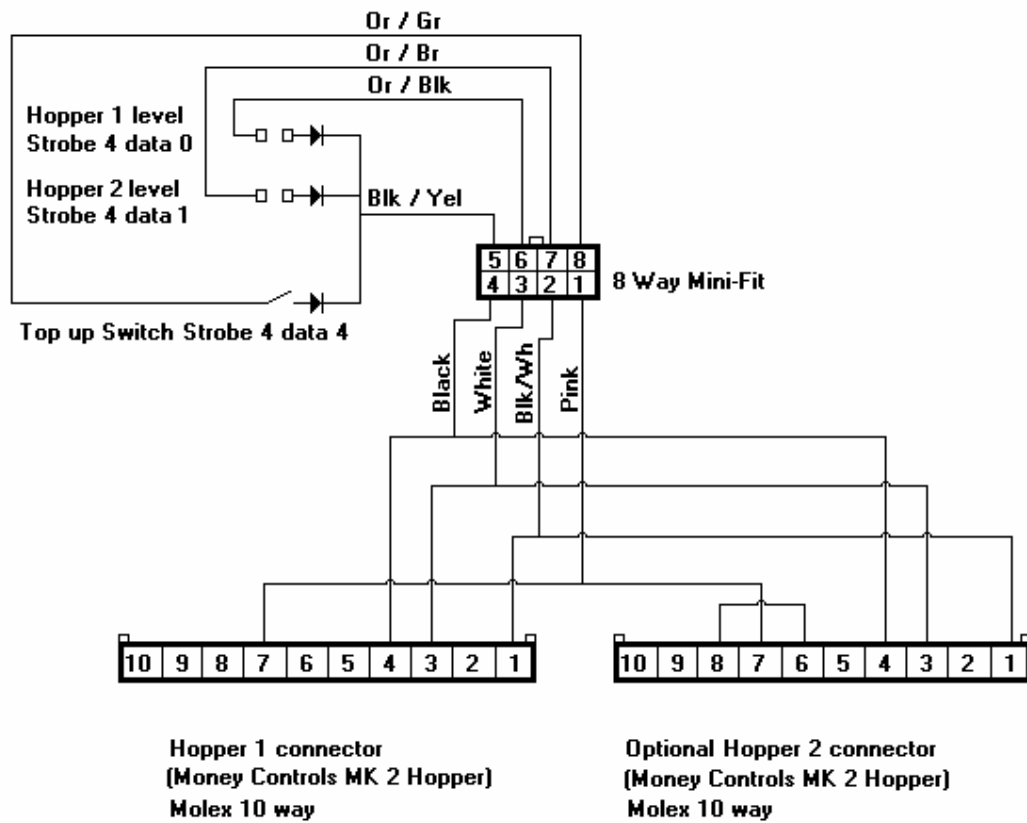 Or / Gr
Or / Br
Or / Blk
Hopper 1 level
Strobe 4 data 0
Hopper 2 level
Strobe 4 data 1
Blk / Yel
5 6 7 8
4 3 2 1
8 Way Mini-Fit
Top up Switch Strobe 4 data 4
Black
White
Blk/Wh
Pink
10 9 8 7 6 5 4 3 2 1
10 9 8 7 6 5 4 3 2 1
Hopper 1 connector
(Money Controls MK 2 Hopper)
Molex 10 way
Optional Hopper 2 connector
(Money Controls MK 2 Hopper)
Molex 10 way